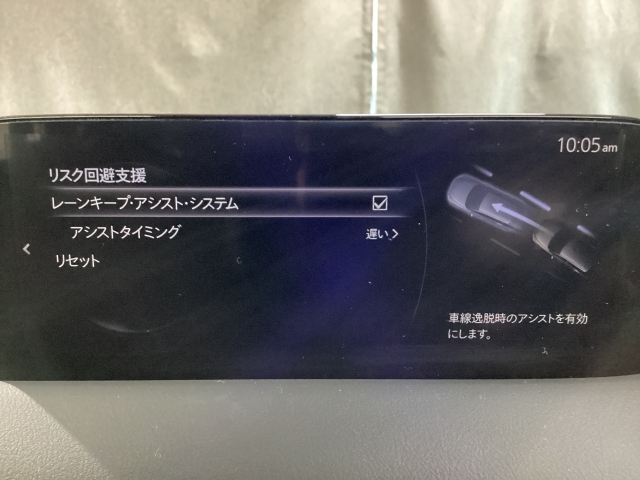 10:05am
リスク回避支援
レーンキープ・アシスト・システム
アシストタイミング 遅い
リセット
車線逸脱時のアシストを有効
にします。